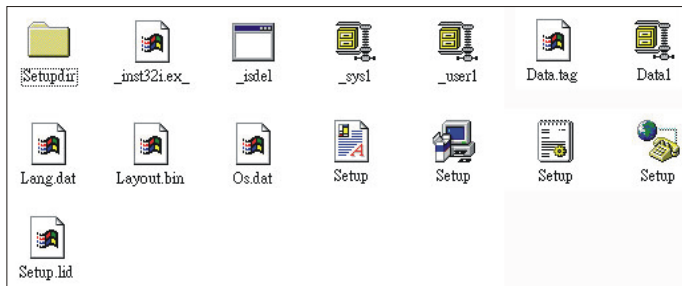 Setupdir _inst32i.ex_ _isdel _sys1 _user1 Data.tag Data1
Lang.dat Layout.bin Os.dat Setup Setup Setup Setup
Setup.lid